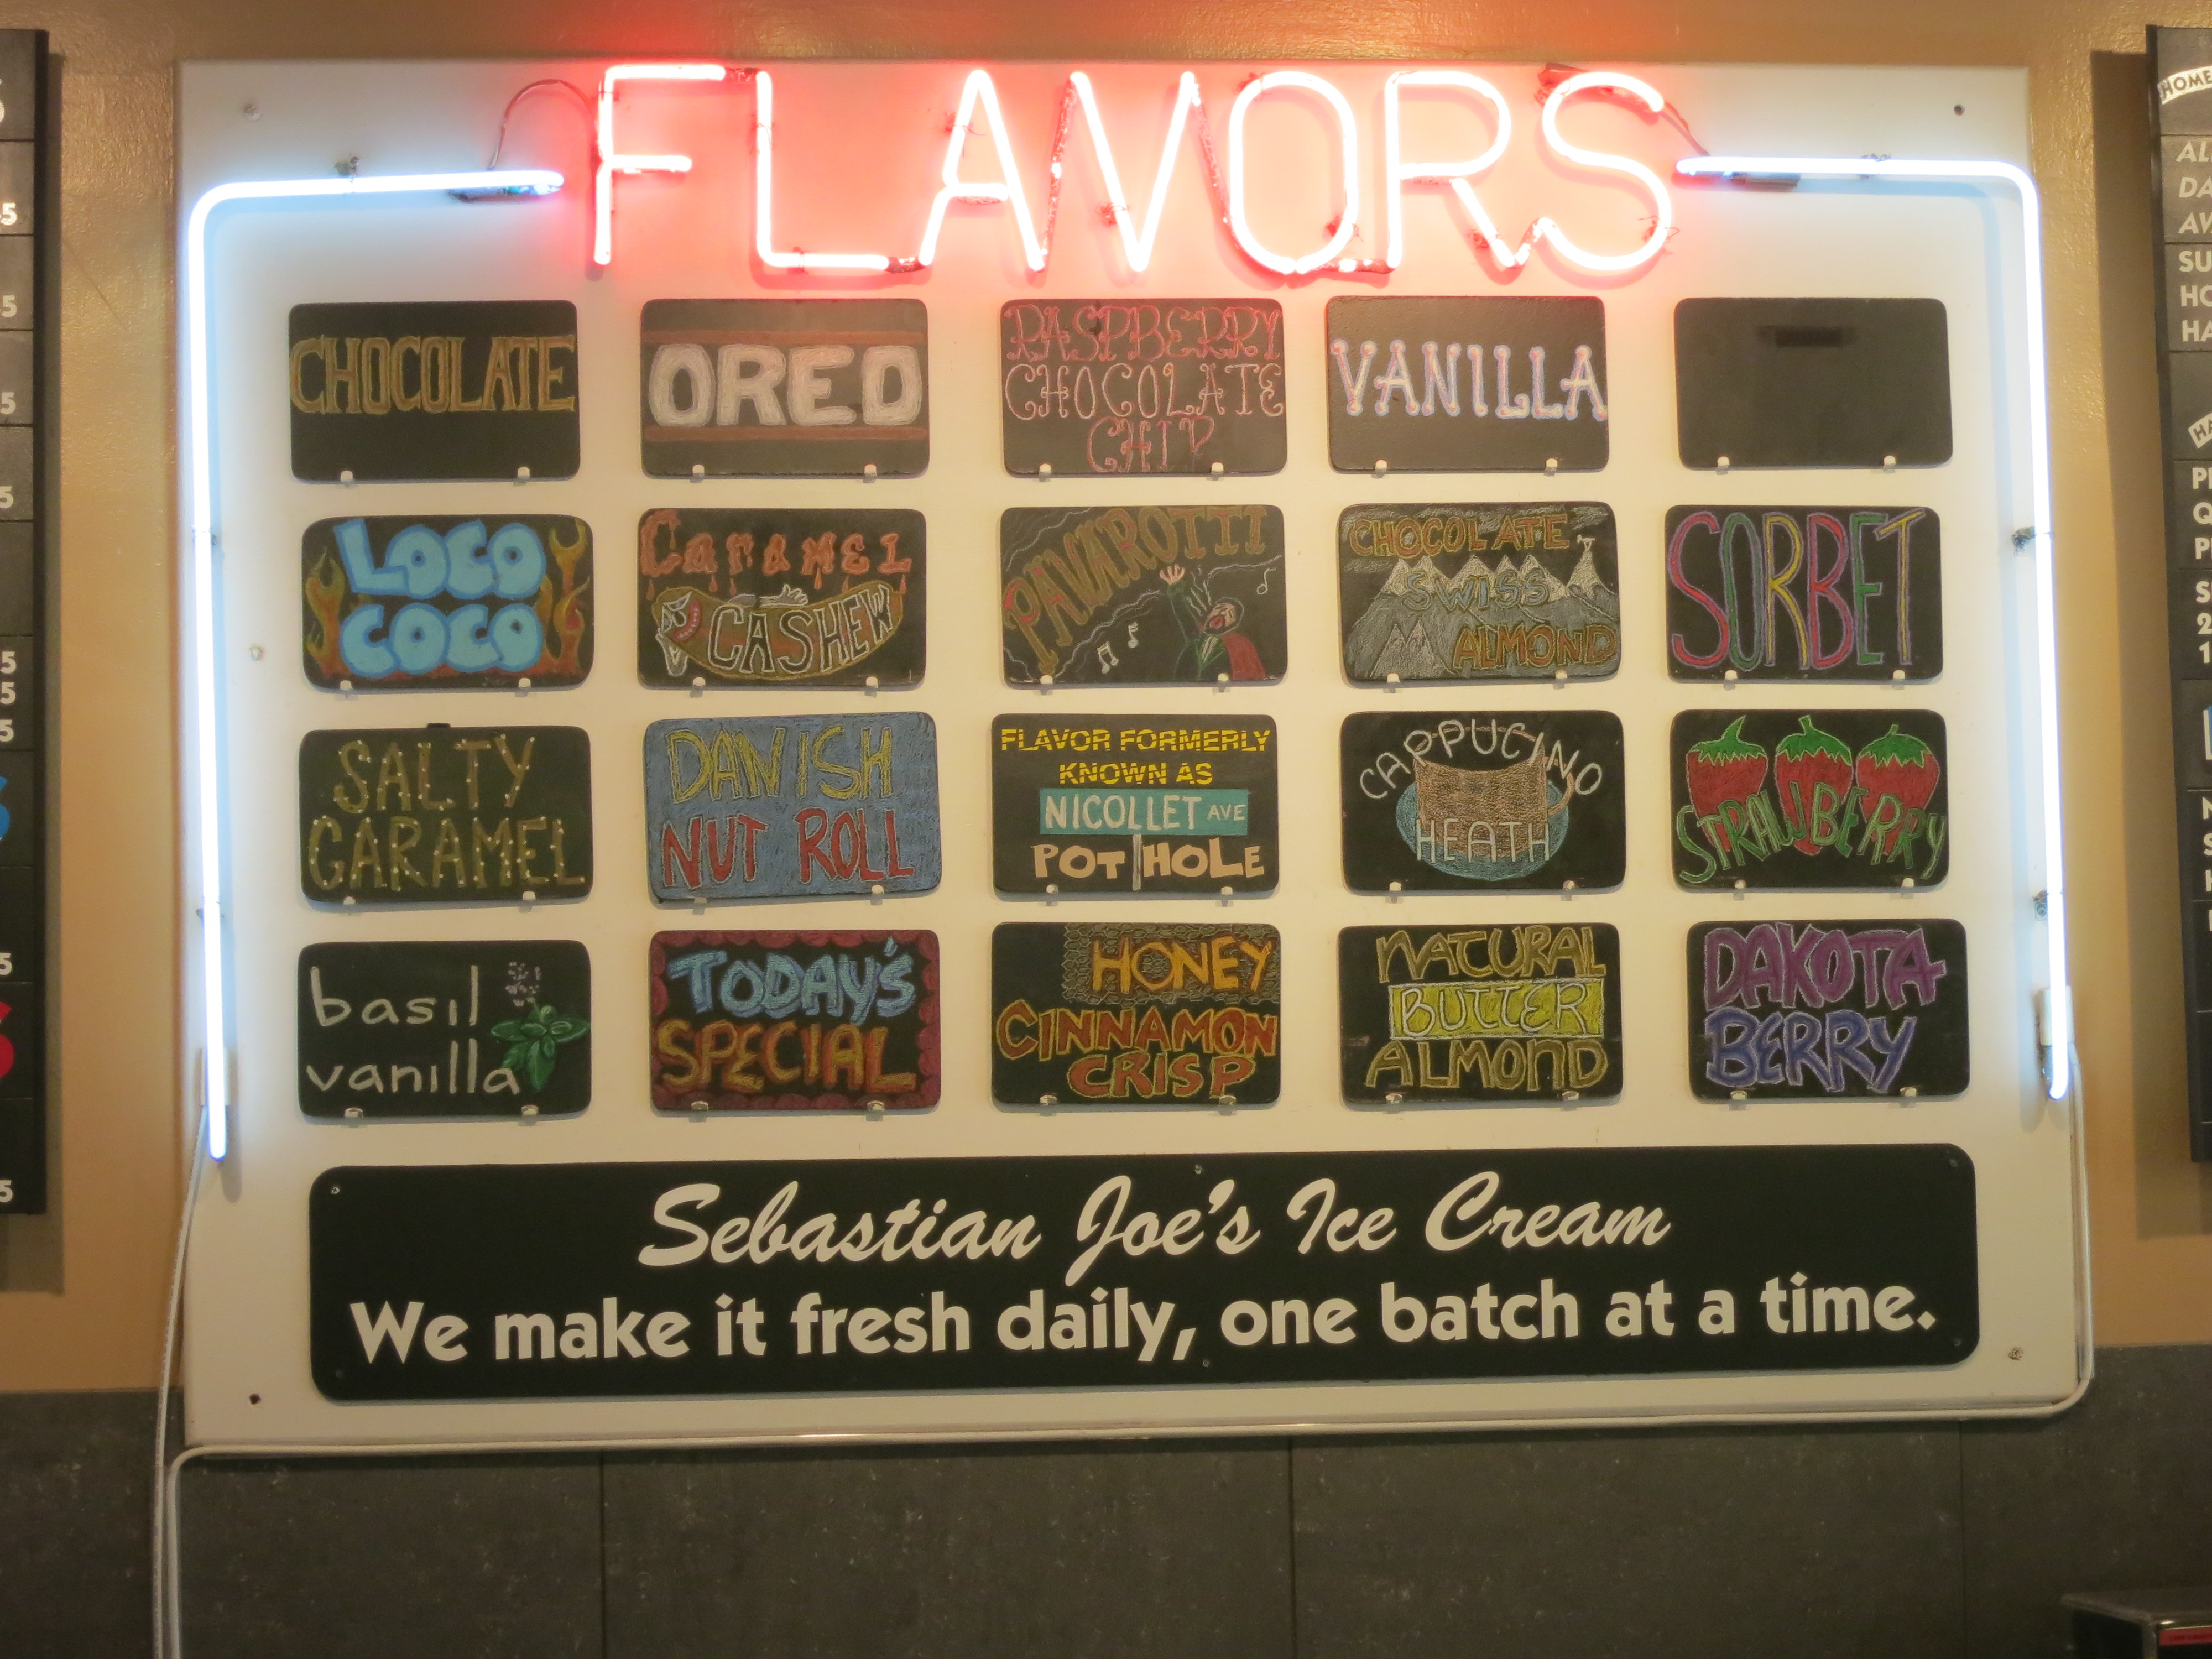 FLAVORS
CHOCOLATE
OREO
RASPBERRY
CHOCOLATE
CHIP
VANILLA
LOCO
COCO
CARAMEL
CASHEW
PAVAROTTI
CHOCOLATE
SWISS
ALMOND
SORBET
SALTY
CARAMEL
DANISH
NUT ROLL
FLAVOR FORMERLY
KNOWN AS
NICOLLET AVE
POT HOLE
CAPPUCINO
HEATH
STRAWBERRY
basil
vanilla
TODAY'S
SPECIAL
HONEY
CINNAMON
CRISP
NATURAL
BUTTER
ALMOND
DAKOTA
BERRY
Sebastian Joe's Ice Cream
We make it fresh daily, one batch at a time.